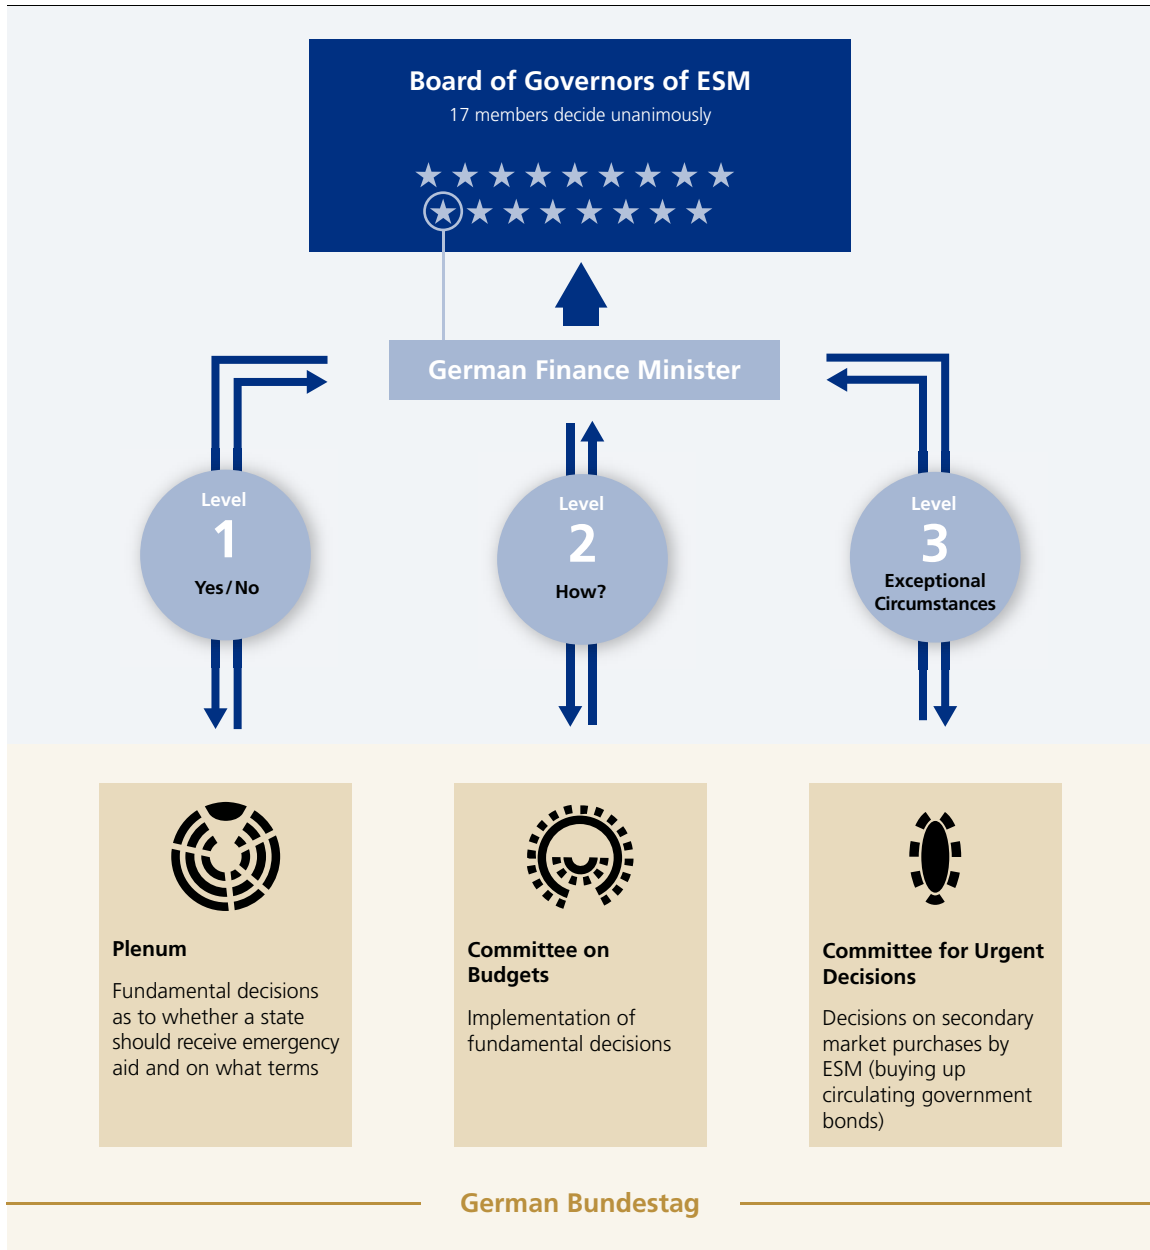 Board of Governors of ESM
17 members decide unanimously
German Finance Minister
Level
1
Yes/No
Level
2
How?
Level
3
Exceptional
Circumstances
Plenum
Fundamental decisions
as to whether a state
should receive emergency
aid and on what terms
Committee on
Budgets
Implementation of
fundamental decisions
Committee for Urgent
Decisions
Decisions on secondary
market purchases by
ESM (buying up
circulating government
bonds)
German Bundestag